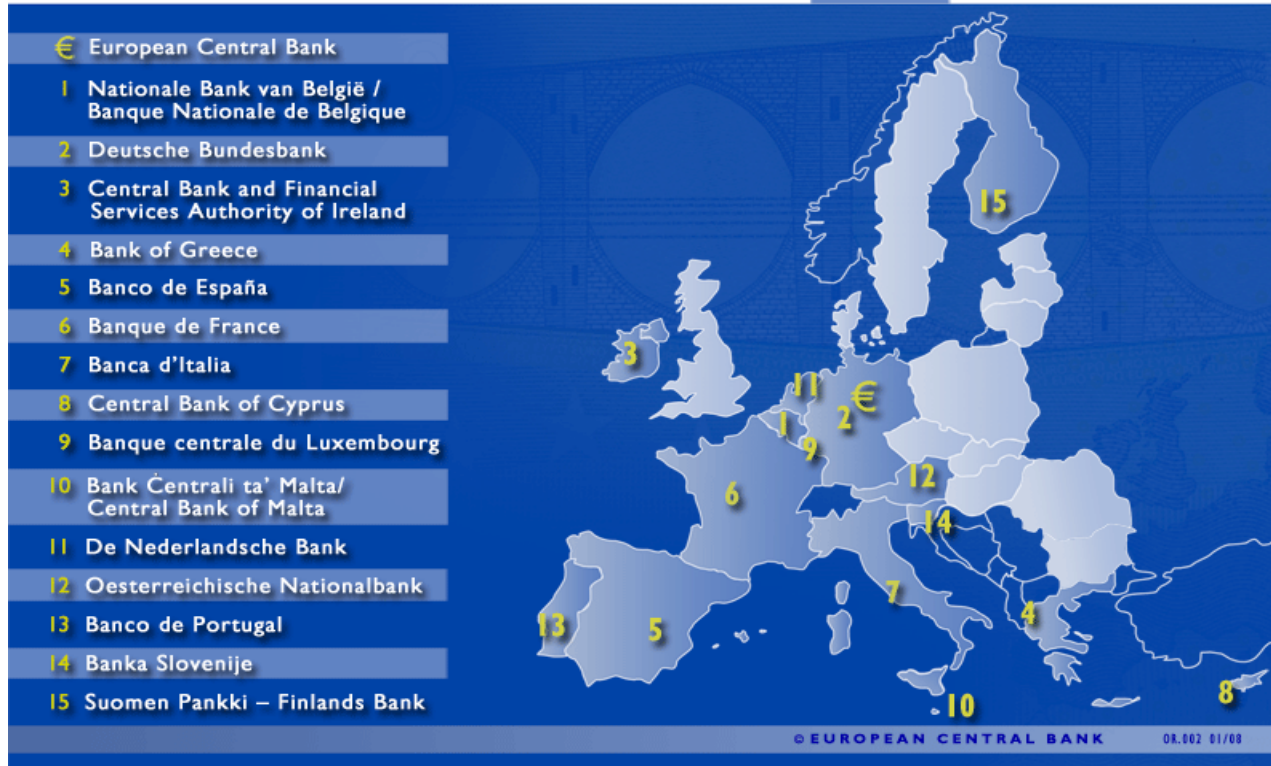 € European Central Bank
1 Nationale Bank van België /
Banque Nationale de Belgique
2 Deutsche Bundesbank
3 Central Bank and Financial
Services Authority of Ireland
4 Bank of Greece
5 Banco de España
6 Banque de France
7 Banca d'Italia
8 Central Bank of Cyprus
9 Banque centrale du Luxembourg
10 Bank Ċentrali ta' Malta/
Central Bank of Malta
11 De Nederlandsche Bank
12 Oesterreichische Nationalbank
13 Banco de Portugal
14 Banka Slovenije
15 Suomen Pankki – Finlands Bank
15
3
11
€
2
1
9
12
6
14
7
4
13
5
8
10
© EUROPEAN CENTRAL BANK OR.002 01/08